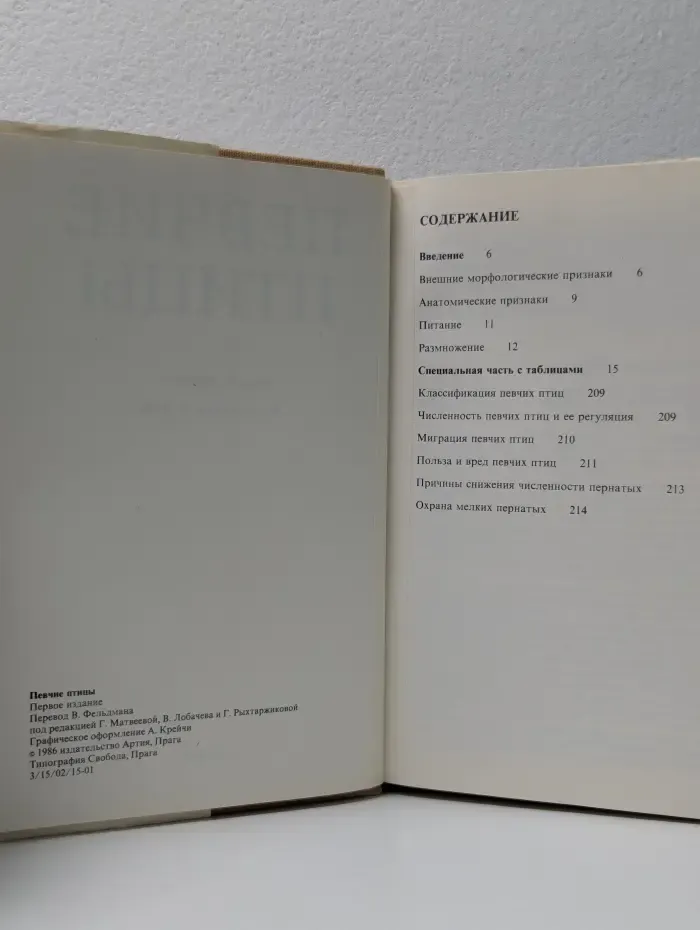 Певчие птицы
Первое издание
Перевод В. Фельдмана
под редакцией Г. Матвеевой, В. Лобачева и Г. Рыхтаржиковой
Графическое оформление А. Крейчи
© 1986 издательство Артия, Прага
Типография Свобода, Прага
3/15/02/15-01
СОДЕРЖАНИЕ
Введение 6
Внешние морфологические признаки 6
Анатомические признаки 9
Питание 11
Размножение 12
Специальная часть с таблицами 15
Классификация певчих птиц 209
Численность певчих птиц и ее регуляция 209
Миграция певчих птиц 210
Польза и вред певчих птиц 211
Причины снижения численности пернатых 213
Охрана мелких пернатых 214